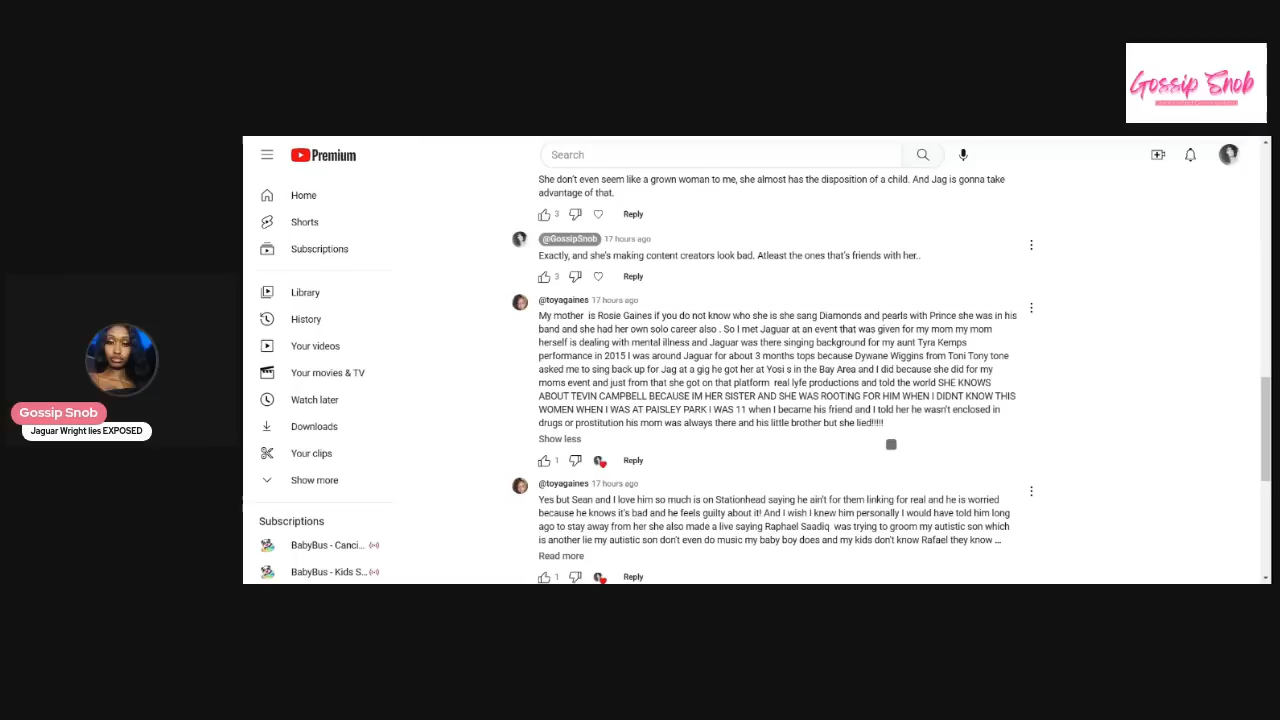 Gossip Snob
Premium
Search
Home
Shorts
Subscriptions
Library
History
Your videos
Your movies & TV
Watch later
Downloads
Your clips
Show more
Subscriptions
BabyBus - Canci...
BabyBus - Kids S...
She don't even seem like a grown woman to me, she almost has the disposition of a child. And Jag is gonna take
advantage of that.
3 Reply
@GossipSnob 17 hours ago
Exactly, and she's making content creators look bad. Atleast the ones that's friends with her..
3 Reply
@toyagaines 17 hours ago
My mother is Rosie Gaines if you do not know who she is she sang Diamonds and pearls with Prince she was in his
band and she had her own solo career also . So I met Jaguar at an event that was given for my mom my mom
herself is dealing with mental illness and Jaguar was there singing background for my aunt Tyra Kemps
performance in 2015 I was around Jaguar for about 3 months tops because Dywane Wiggins from Toni Tony tone
asked me to sing back up for Jag at a gig he got her at Yosi s in the Bay Area and I did because she did for my
moms event and just from that she got on that platform real lyfe productions and told the world SHE KNOWS
ABOUT TEVIN CAMPBELL BECAUSE IM HER SISTER AND SHE WAS ROOTING FOR HIM WHEN I DIDNT KNOW THIS
WOMEN WHEN I WAS AT PAISLEY PARK I WAS 11 when I became his friend and I told her he wasn't enclosed in
drugs or prostitution his mom was always there and his little brother but she lied!!!!!
Show less
1 Reply
@toyagaines 17 hours ago
Yes but Sean and I love him so much is on Stationhead saying he ain't for them linking for real and he is worried
because he knows it's bad and he feels guilty about it! And I wish I knew him personally I would have told him long
ago to stay away from her she also made a live saying Raphael Saadiq was trying to groom my autistic son which
is another lie my autistic son don't even do music my baby boy does and my kids don't know Rafael they know ...
Read more
1 Reply
Gossip Snob
Jaguar Wright lies EXPOSED